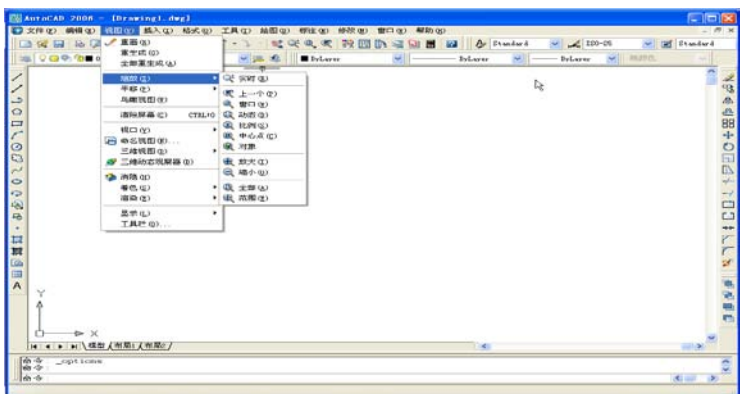 AutoCAD 2006 - [Drawing1.dwg]
文件(F) 编辑(E) 视图(V) 插入(I) 格式(O) 工具(T) 绘图(D) 标注(N) 修改(M) 窗口(W) 帮助(H)
Standard ISO-25 Standard
ByLayer ByLayer ByLayer
重画(R)
重生成(G)
全部重生成(A)
缩放(Z)
平移(P)
鸟瞰视图(W)
清除屏幕(C) CTRL+0
视口(V)
命名视图(N)...
三维视图(D)
三维动态观察器(B)
消隐(H)
着色(S)
渲染(E)
显示(L)
工具栏(O)...
实时(R)
上一个(P)
窗口(W)
动态(D)
比例(S)
中心点(C)
对象
放大(I)
缩小(O)
全部(A)
范围(E)
Y
X
模型 布局1 布局2
命令: _options
命令:
命令: